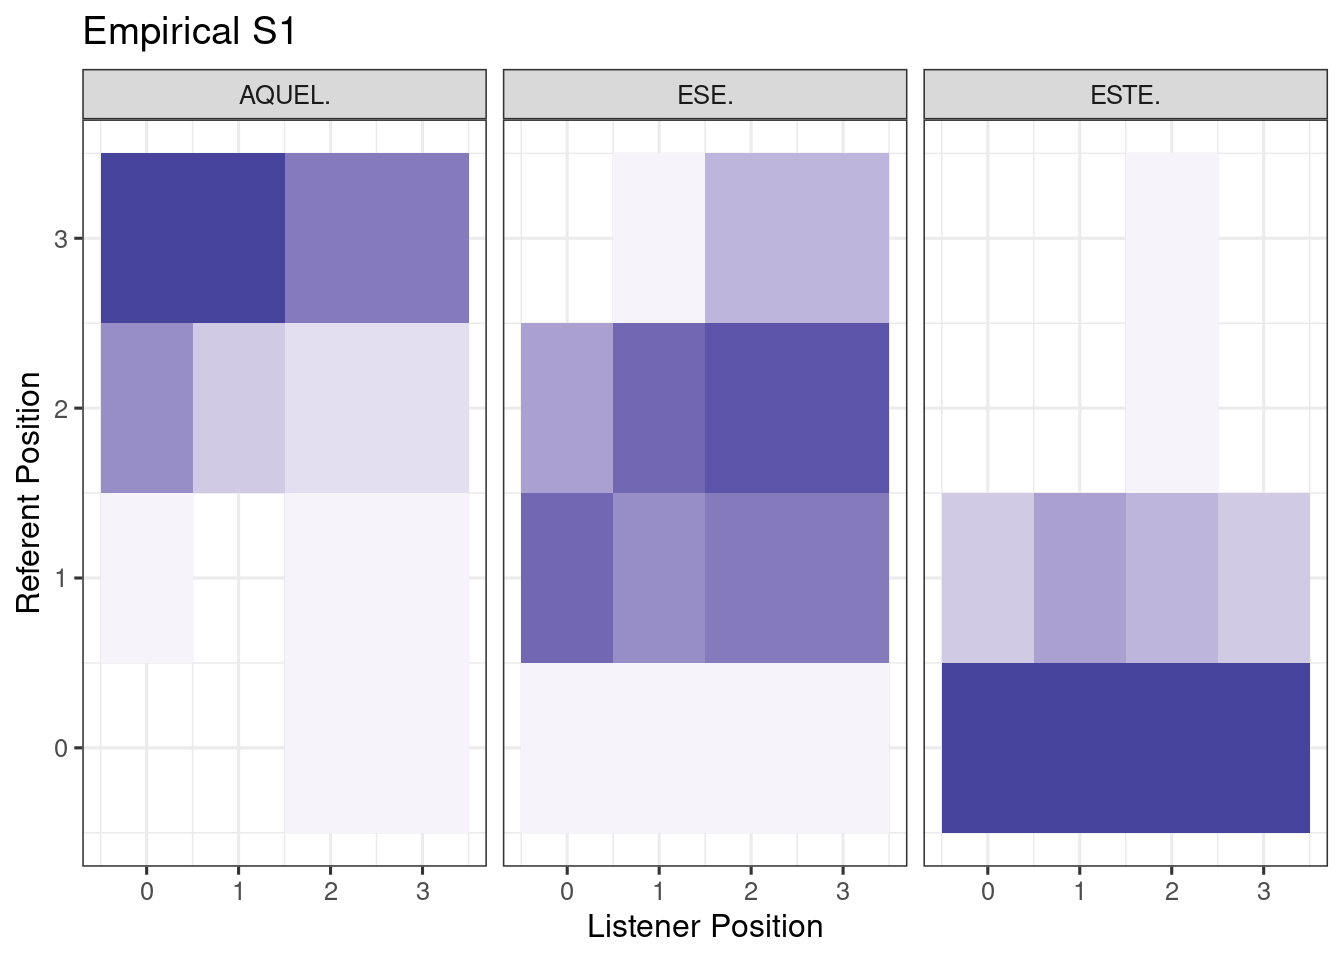 Empirical S1
AQUEL. ESE. ESTE.
3
2
1
0
Referent Position
0 1 2 3 0 1 2 3 0 1 2 3
Listener Position